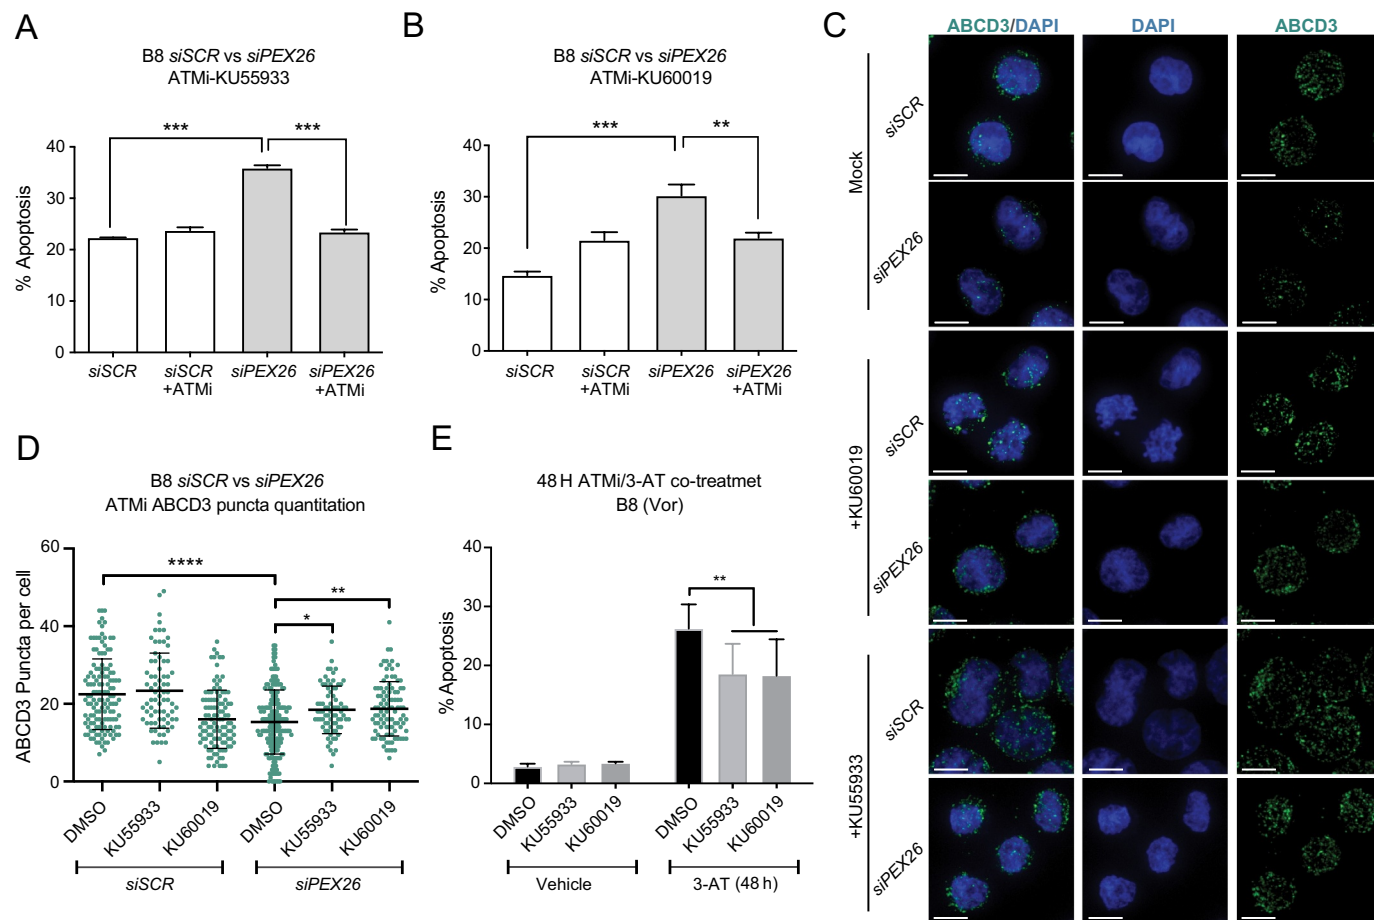 A
B8 siSCR vs siPEX26
ATMi-KU55933
*** ***
% Apoptosis
40
30
20
10
0
siSCR
siSCR
+ATMi
siPEX26
siPEX26
+ATMi
B
B8 siSCR vs siPEX26
ATMi-KU60019
*** **
% Apoptosis
40
30
20
10
0
siSCR
siSCR
+ATMi
siPEX26
siPEX26
+ATMi
C
ABCD3/DAPI DAPI ABCD3
Mock
siSCR
siPEX26
+KU60019
siSCR
siPEX26
+KU55933
siSCR
siPEX26
D
B8 siSCR vs siPEX26
ATMi ABCD3 puncta quantitation
ABCD3 Puncta per cell
60
40
20
0
****
**
*
DMSO
KU55933
KU60019
DMSO
KU55933
KU60019
siSCR siPEX26
E
48 H ATMi/3-AT co-treatmet
B8 (Vor)
% Apoptosis
40
30
20
10
0
**
DMSO
KU55933
KU60019
DMSO
KU55933
KU60019
Vehicle 3-AT (48 h)